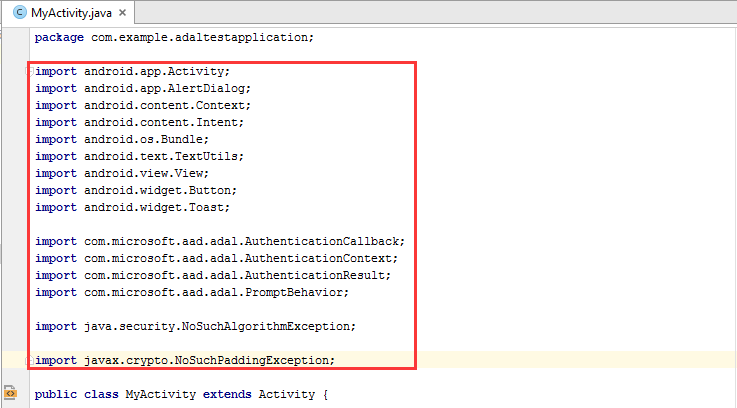 MyActivity.java
package com.example.adaltestapplication;
import android.app.Activity;
import android.app.AlertDialog;
import android.content.Context;
import android.content.Intent;
import android.os.Bundle;
import android.text.TextUtils;
import android.view.View;
import android.widget.Button;
import android.widget.Toast;
import com.microsoft.aad.adal.AuthenticationCallback;
import com.microsoft.aad.adal.AuthenticationContext;
import com.microsoft.aad.adal.AuthenticationResult;
import com.microsoft.aad.adal.PromptBehavior;
import java.security.NoSuchAlgorithmException;
import javax.crypto.NoSuchPaddingException;
public class MyActivity extends Activity {